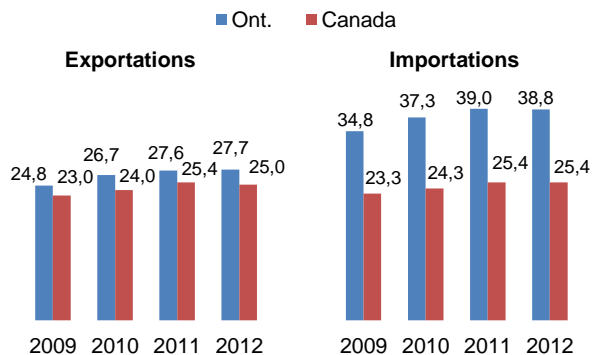 Ont. Canada
Exportations
24,8 23,0 26,7 24,0 27,6 25,4 27,7 25,0
2009 2010 2011 2012
Importations
34,8 23,3 37,3 24,3 39,0 25,4 38,8 25,4
2009 2010 2011 2012